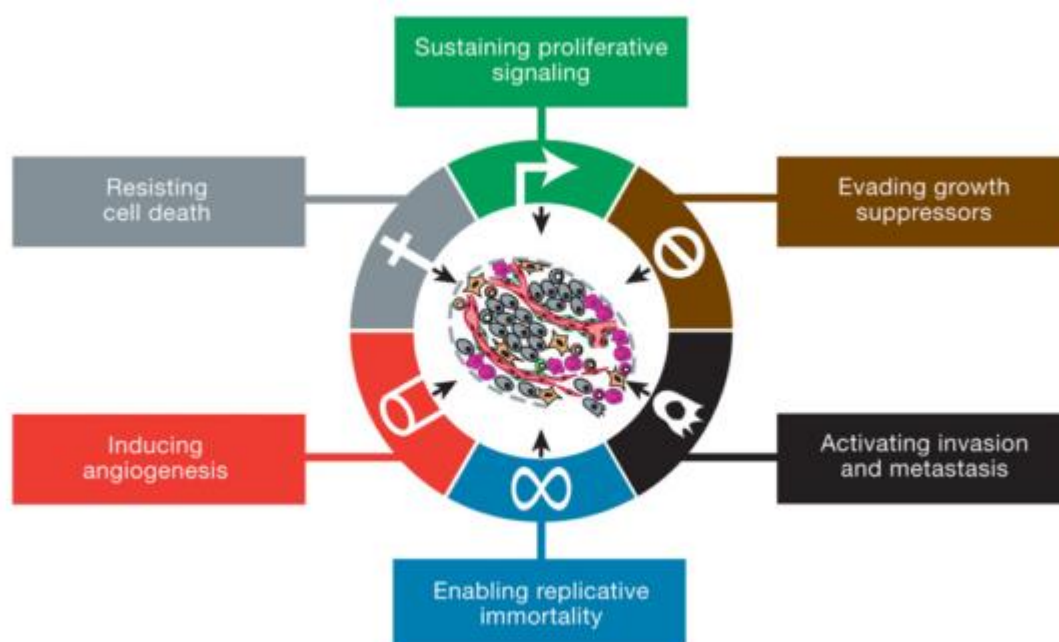 Sustaining proliferative
signaling
Resisting
cell death
Evading growth
suppressors
Inducing
angiogenesis
Activating invasion
and metastasis
Enabling replicative
immortality